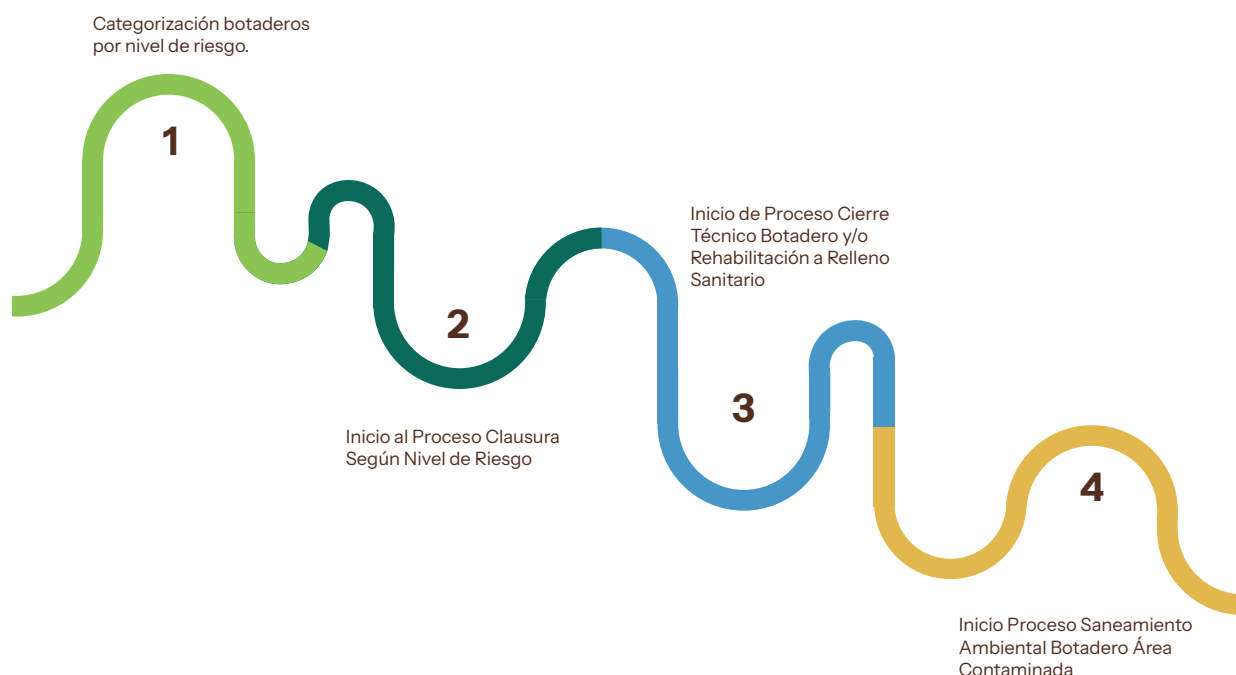 Categorización botaderos
por nivel de riesgo.
1
2
Inicio al Proceso Clausura
Según Nivel de Riesgo
Inicio de Proceso Cierre
Técnico Botadero y/o
Rehabilitación a Relleno
Sanitario
3
4
Inicio Proceso Saneamiento
Ambiental Botadero Área
Contaminada